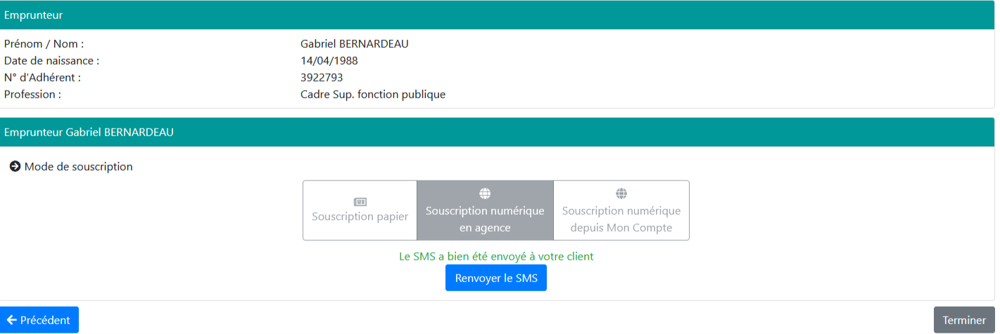 Emprunteur
Prénom / Nom : Gabriel BERNARDEAU
Date de naissance : 14/04/1988
N° d'Adhérent : 3922793
Profession : Cadre Sup. fonction publique
Emprunteur Gabriel BERNARDEAU
Mode de souscription
Souscription papier
Souscription numérique
en agence
Souscription numérique
depuis Mon Compte
Le SMS a bien été envoyé à votre client
Renvoyer le SMS
Précédent
Terminer